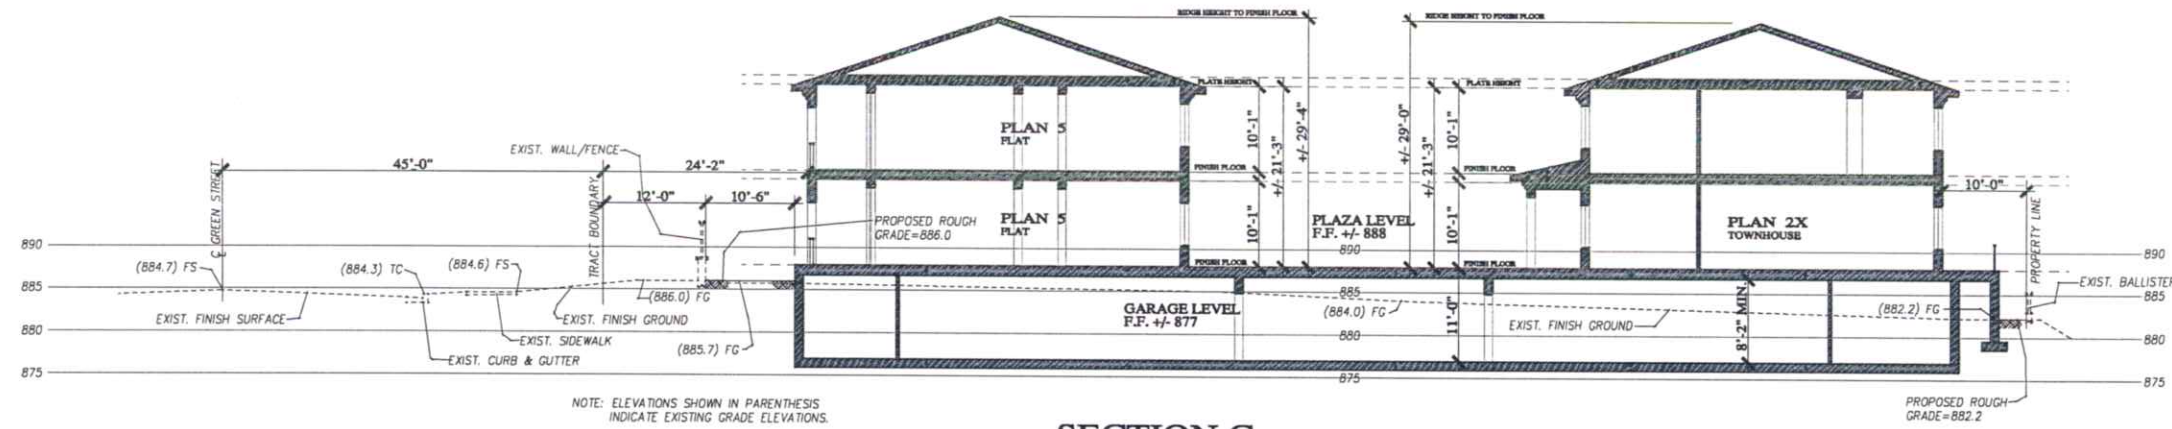 RIDGE HEIGHT TO FINISH FLOOR
RIDGE HEIGHT TO FINISH FLOOR
PLATE HEIGHT
PLATE HEIGHT
10'-1"
+/- 21'-3"
+/- 29'-4"
+/- 29'-0"
+/- 21'-3"
10'-1"
PLAN 5
FLAT
EXIST. WALL/FENCE
45'-0"
24'-2"
FINISH FLOOR
FINISH FLOOR
℄ GREEN STREET
TRACT BOUNDARY
12'-0"
10'-6"
10'-0"
PROPERTY LINE
PLAN 5
FLAT
PROPOSED ROUGH
GRADE=886.0
10'-1"
PLAZA LEVEL
F.F. +/- 888
10'-1"
PLAN 2X
TOWNHOUSE
890
890
890
(884.7) FS
(884.3) TC
(884.6) FS
FINISH FLOOR
FINISH FLOOR
885
(886.0) FG
885
885
EXIST. BALLISTER
EXIST. FINISH SURFACE
EXIST. FINISH GROUND
GARAGE LEVEL
F.F. +/- 877
(884.0) FG
11'-0"
EXIST. FINISH GROUND
8'-2" MIN.
(882.2) FG
880
880
880
EXIST. SIDEWALK
(885.7) FG
EXIST. CURB & GUTTER
875
875
875
NOTE: ELEVATIONS SHOWN IN PARENTHESIS
INDICATE EXISTING GRADE ELEVATIONS.
PROPOSED ROUGH
GRADE=882.2
SECTION C